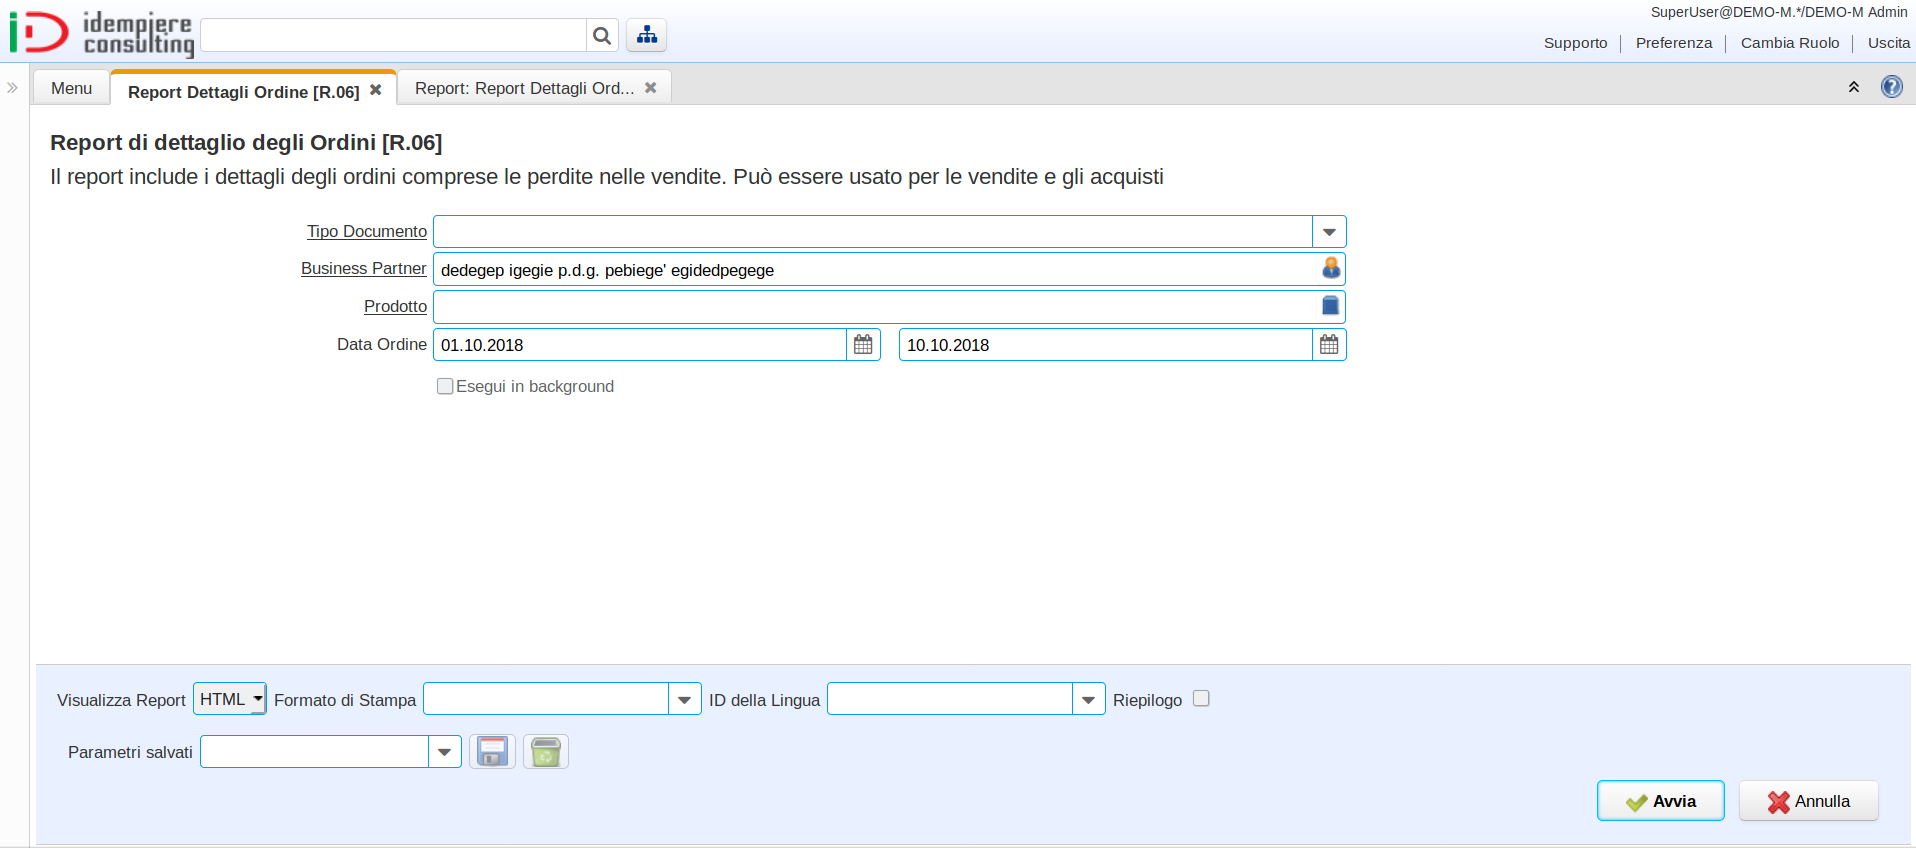 idempiere
consulting
SuperUser@DEMO-M.*/DEMO-M Admin
Supporto
Preferenza
Cambia Ruolo
Uscita
Menu
Report Dettagli Ordine [R.06]
Report: Report Dettagli Ord...
Report di dettaglio degli Ordini [R.06]
Il report include i dettagli degli ordini comprese le perdite nelle vendite. Può essere usato per le vendite e gli acquisti
Tipo Documento
Business Partner dedegep igegie p.d.g. pebiege' egidedpegege
Prodotto
Data Ordine 01.10.2018 10.10.2018
Esegui in background
Visualizza Report HTML Formato di Stampa ID della Lingua Riepilogo
Parametri salvati
Avvia Annulla